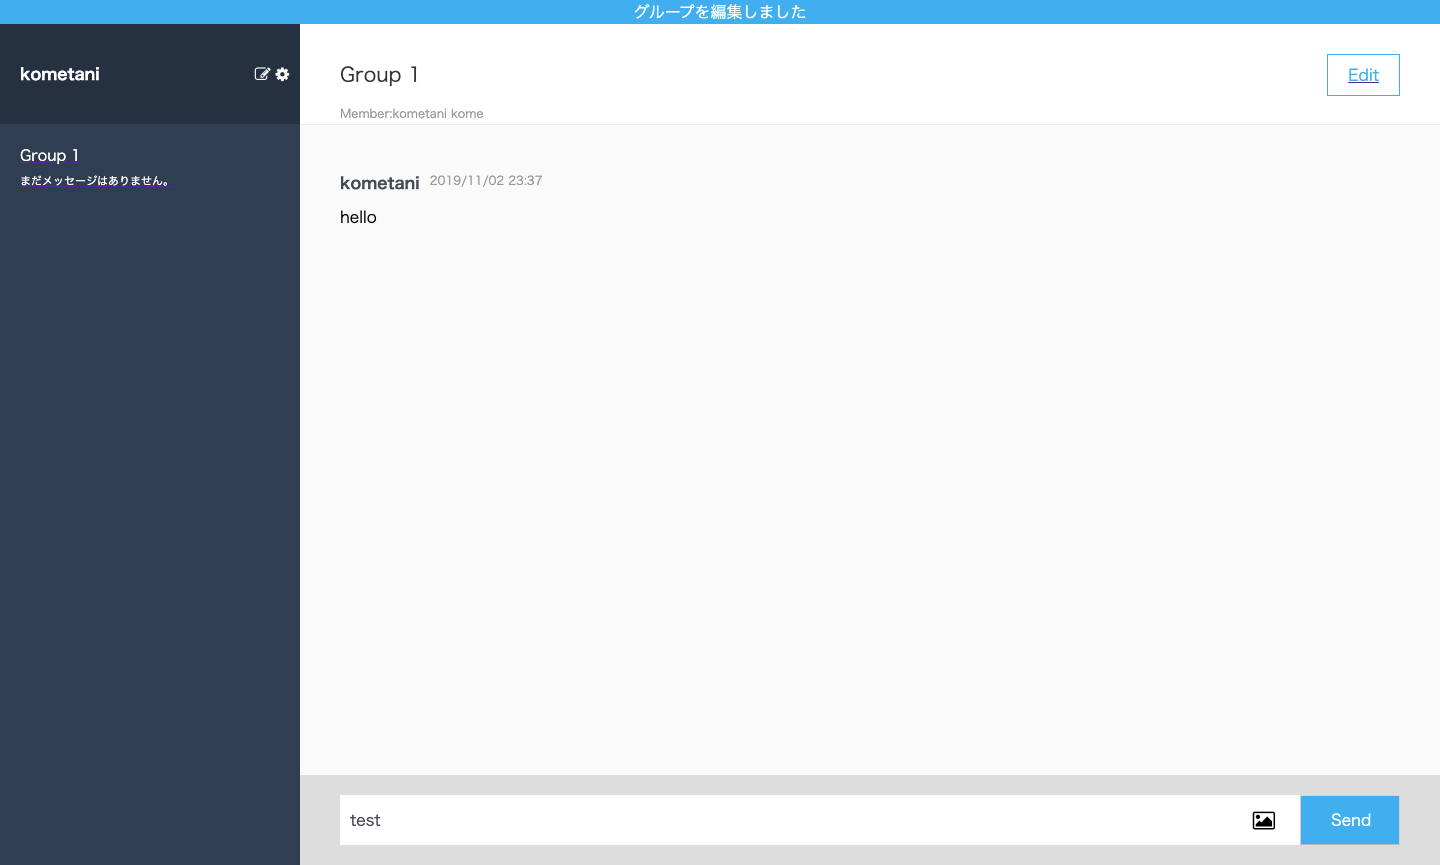 グループを編集しました
kometani
Group 1
まだメッセージはありません。
Group 1
Edit
Member:kometani kome
kometani 2019/11/02 23:37
hello
test
Send